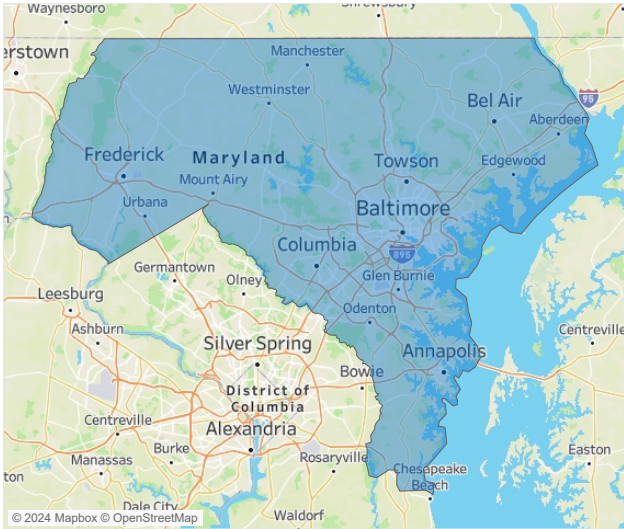 Waynesboro
Shrewsbury
erstown
Manchester
Westminster
95
Bel Air
Aberdeen
Frederick
Maryland
Towson
Edgewood
Mount Airy
Urbana
Baltimore
Columbia
895
Germantown
Olney
Glen Burnie
Leesburg
Odenton
Ashburn
Centreville
Silver Spring
Annapolis
Bowie
District of
Columbia
Centreville
Alexandria
Burke
Rosaryville
Easton
Manassas
Chesapeake
Beach
ton
Dale City
Waldorf
© 2024 Mapbox © OpenStreetMap